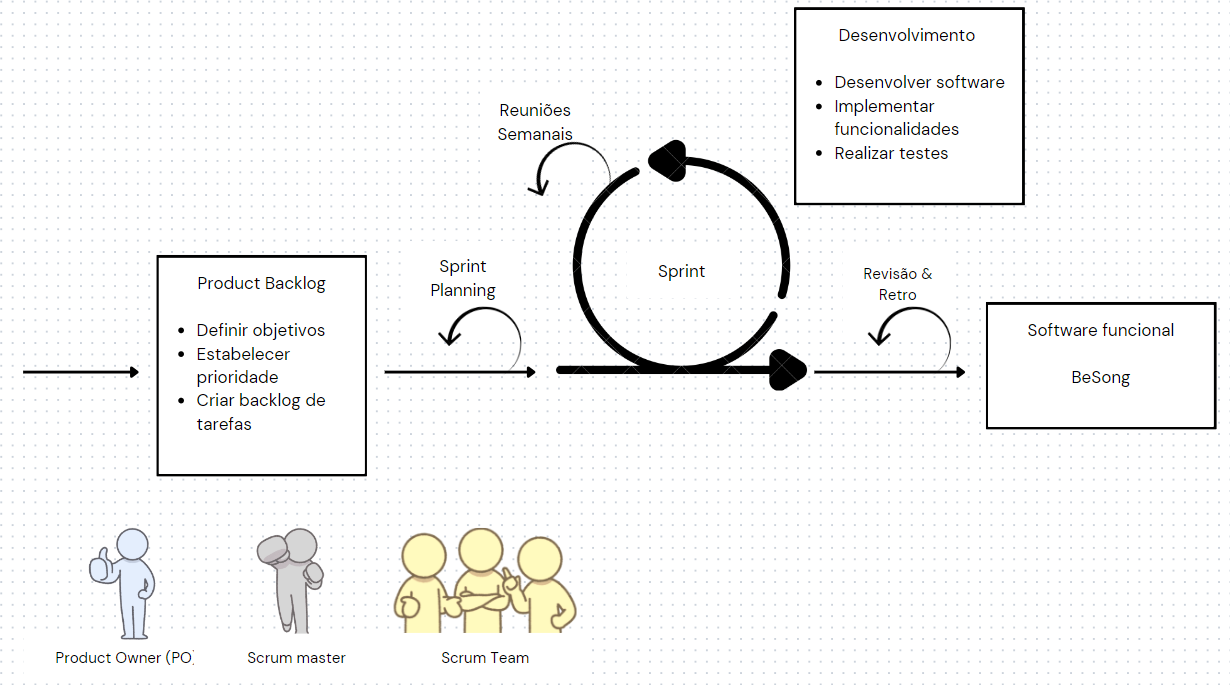 Desenvolvimento
Desenvolver software
Implementar
funcionalidades
Realizar testes
Reuniões
Semanais
Sprint
Planning
Sprint
Revisão &
Retro
Product Backlog
Definir objetivos
Estabelecer
prioridade
Criar backlog de
tarefas
Software funcional
BeSong
Product Owner (PO)
Scrum master
Scrum Team